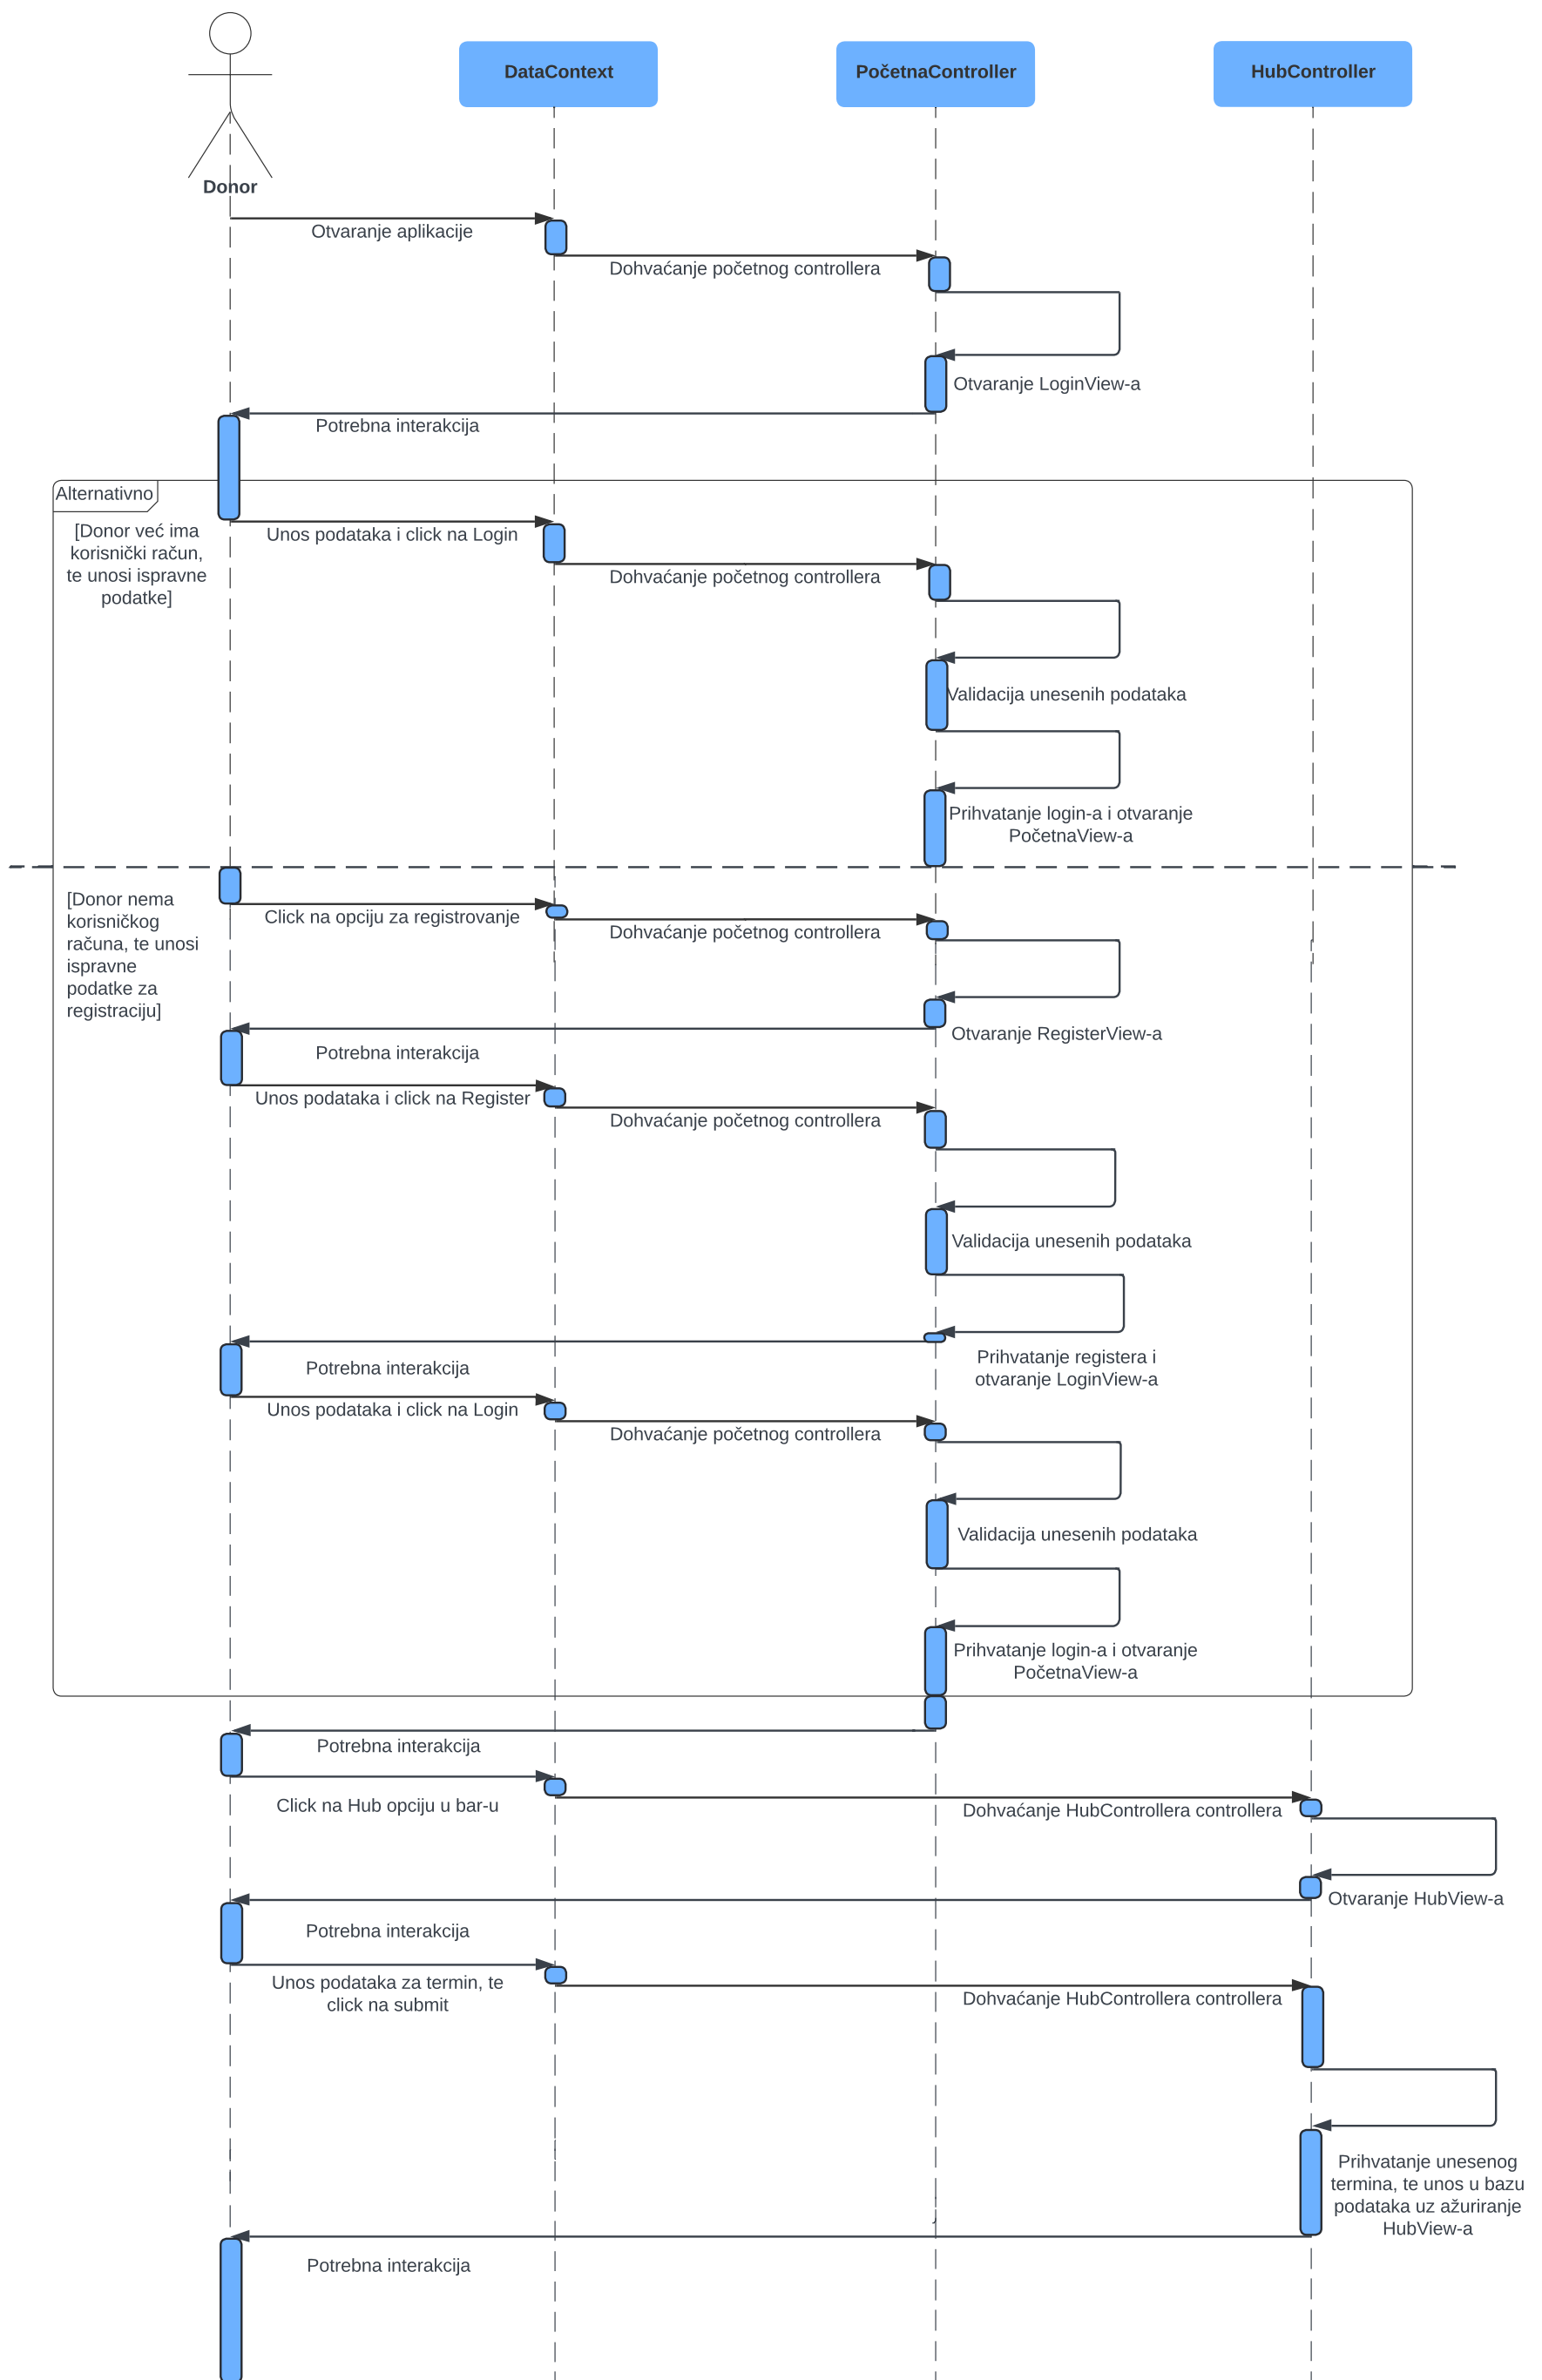 DataContext
PočetnaController
HubController
Donor
Otvaranje aplikacije
Dohvaćanje početnog controllera
Otvaranje LoginView-a
Potrebna interakcija
Alternativno
[Donor već ima
korisnički račun,
te unosi ispravne
podatke]
Unos podataka i click na Login
Dohvaćanje početnog controllera
Validacija unesenih podataka
Prihvatanje login-a i otvaranje
PočetnaView-a
[Donor nema
korisničkog
računa, te unosi
ispravne
podatke za
registraciju]
Click na opciju za registrovanje
Dohvaćanje početnog controllera
Otvaranje RegisterView-a
Potrebna interakcija
Unos podataka i click na Register
Dohvaćanje početnog controllera
Validacija unesenih podataka
Prihvatanje registera i
otvaranje LoginView-a
Potrebna interakcija
Unos podataka i click na Login
Dohvaćanje početnog controllera
Validacija unesenih podataka
Prihvatanje login-a i otvaranje
PočetnaView-a
Potrebna interakcija
Click na Hub opciju u bar-u
Dohvaćanje HubControllera controllera
Otvaranje HubView-a
Potrebna interakcija
Unos podataka za termin, te
click na submit
Dohvaćanje HubControllera controllera
Prihvatanje unesenog
termina, te unos u bazu
podataka uz ažuriranje
HubView-a
Potrebna interakcija